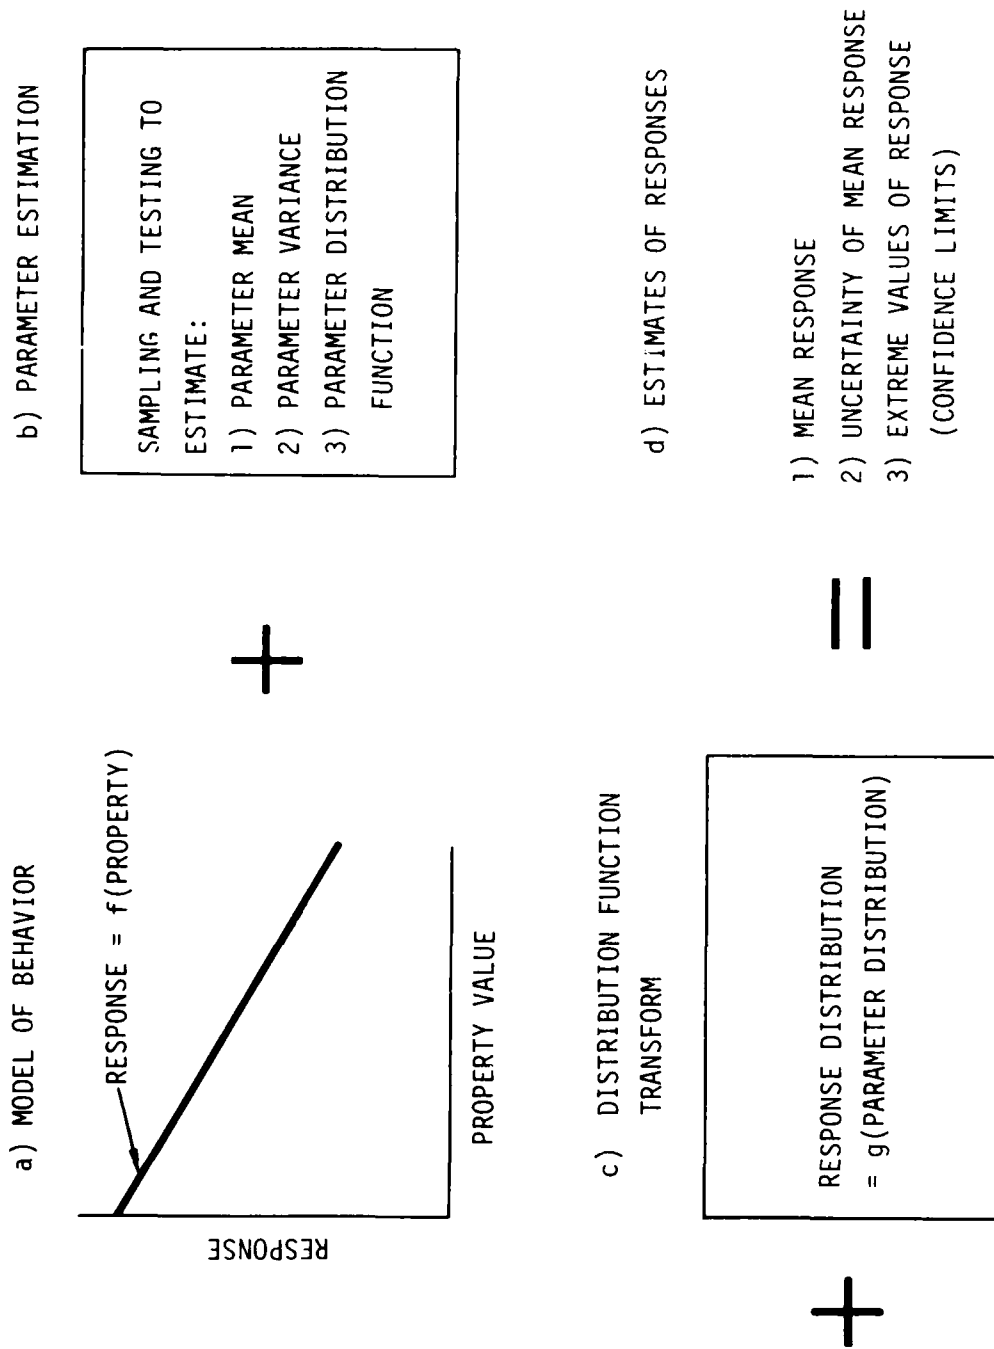 a) MODEL OF BEHAVIOR
RESPONSE = f(PROPERTY)
RESPONSE
PROPERTY VALUE
+
b) PARAMETER ESTIMATION
SAMPLING AND TESTING TO
ESTIMATE:
1) PARAMETER MEAN
2) PARAMETER VARIANCE
3) PARAMETER DISTRIBUTION
FUNCTION
+
c) DISTRIBUTION FUNCTION
TRANSFORM
RESPONSE DISTRIBUTION
= g(PARAMETER DISTRIBUTION)
=
d) ESTIMATES OF RESPONSES
1) MEAN RESPONSE
2) UNCERTAINTY OF MEAN RESPONSE
3) EXTREME VALUES OF RESPONSE
(CONFIDENCE LIMITS)